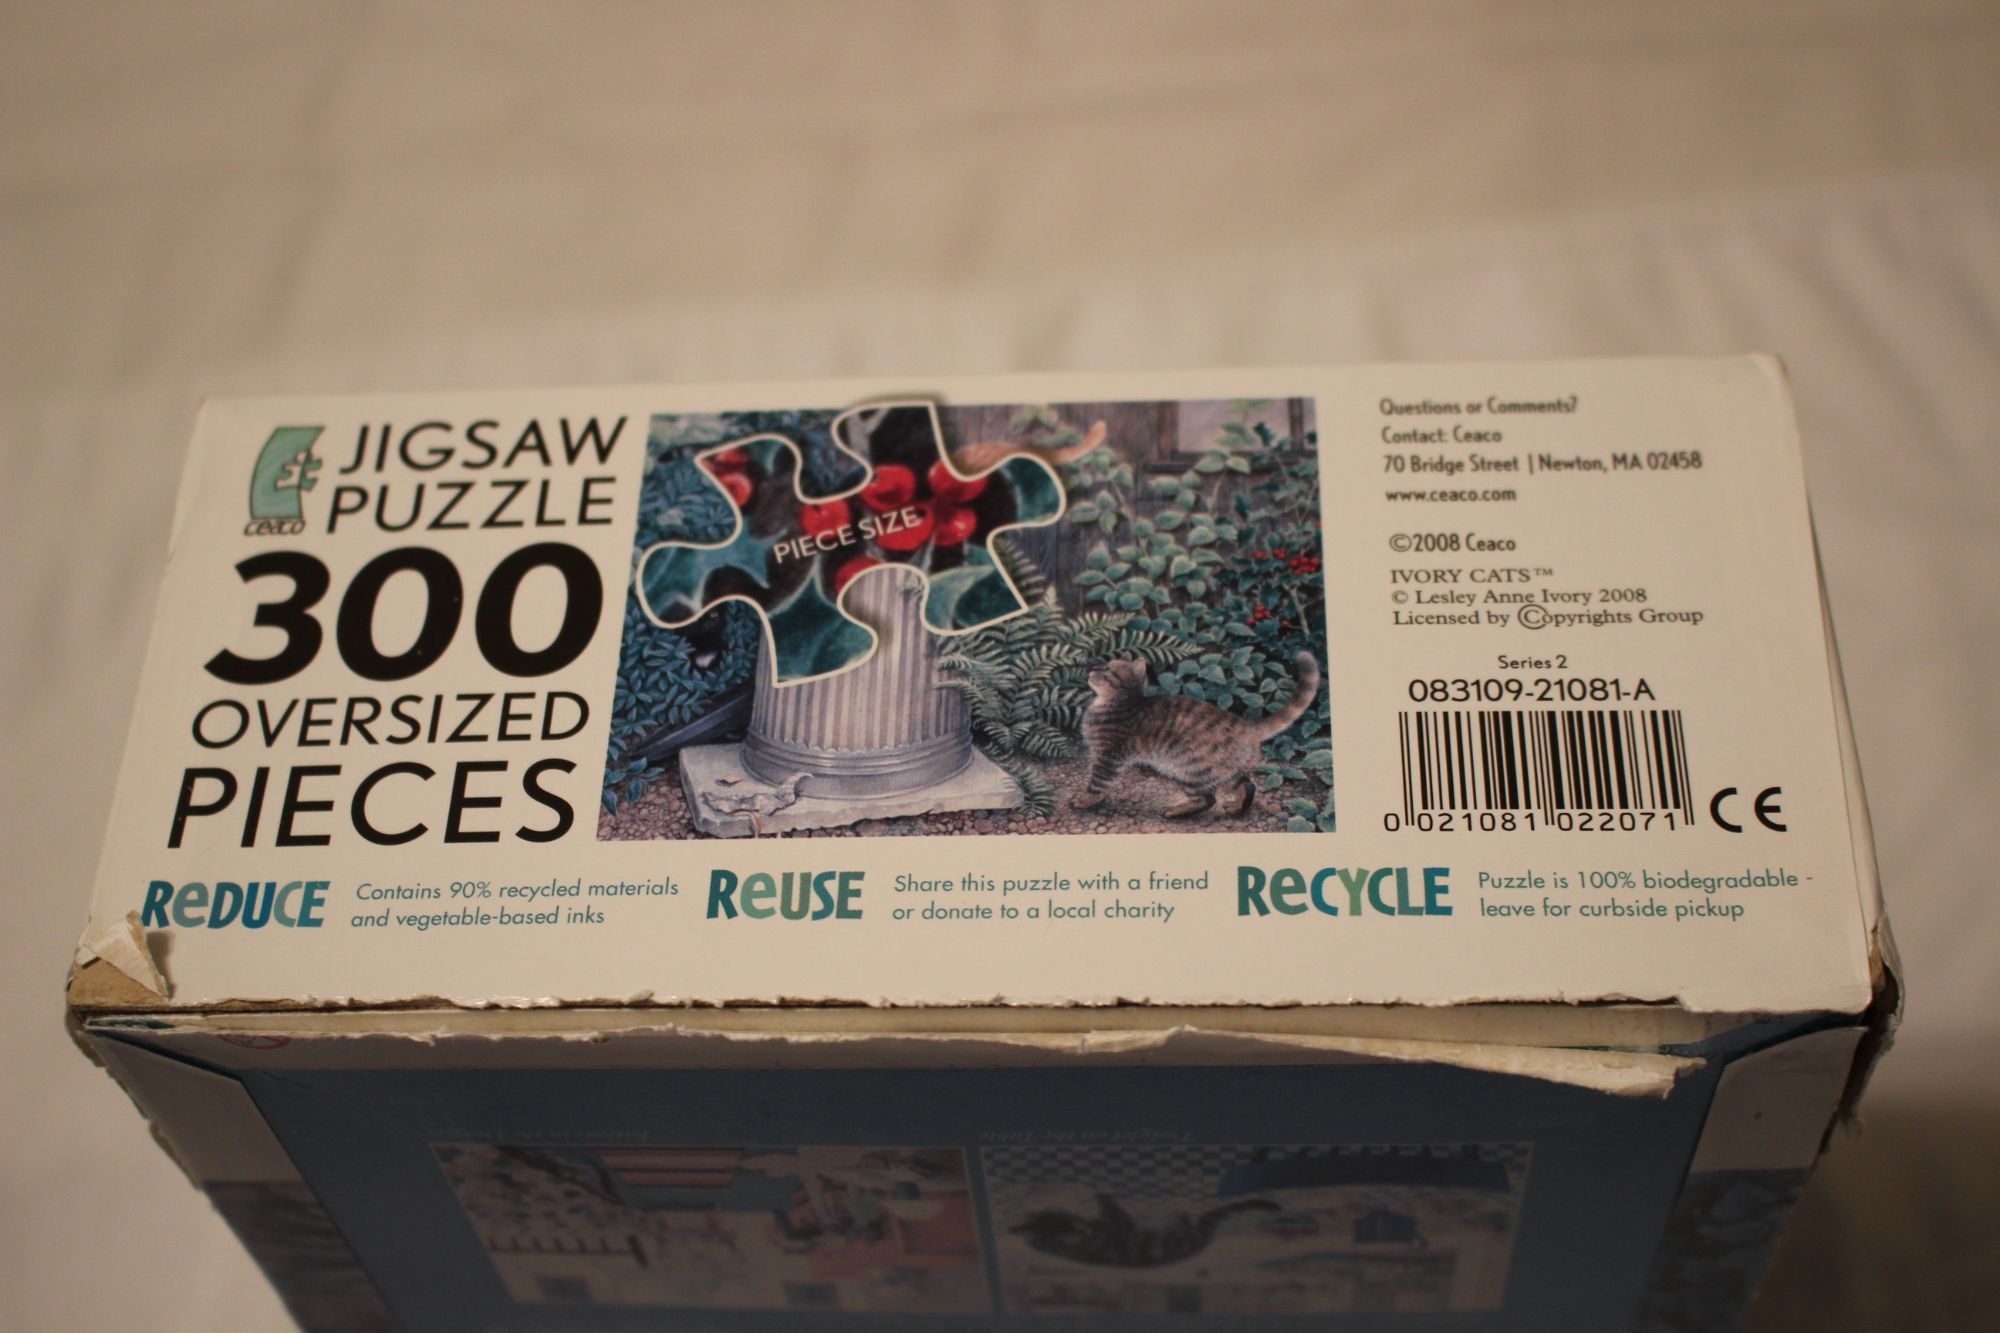 ceaco
JIGSAW
PUZZLE
300
OVERSIZED
PIECES
PIECE SIZE
Questions or Comments?
Contact: Ceaco
70 Bridge Street | Newton, MA 02458
www.ceaco.com
©2008 Ceaco
IVORY CATS™
© Lesley Anne Ivory 2008
Licensed by Copyrights Group
Series 2
083109-21081-A
0 021081 022071
CE
ReDUCE
Contains 90% recycled materials
and vegetable-based inks
ReUSE
Share this puzzle with a friend
or donate to a local charity
ReCYCLE
Puzzle is 100% biodegradable -
leave for curbside pickup